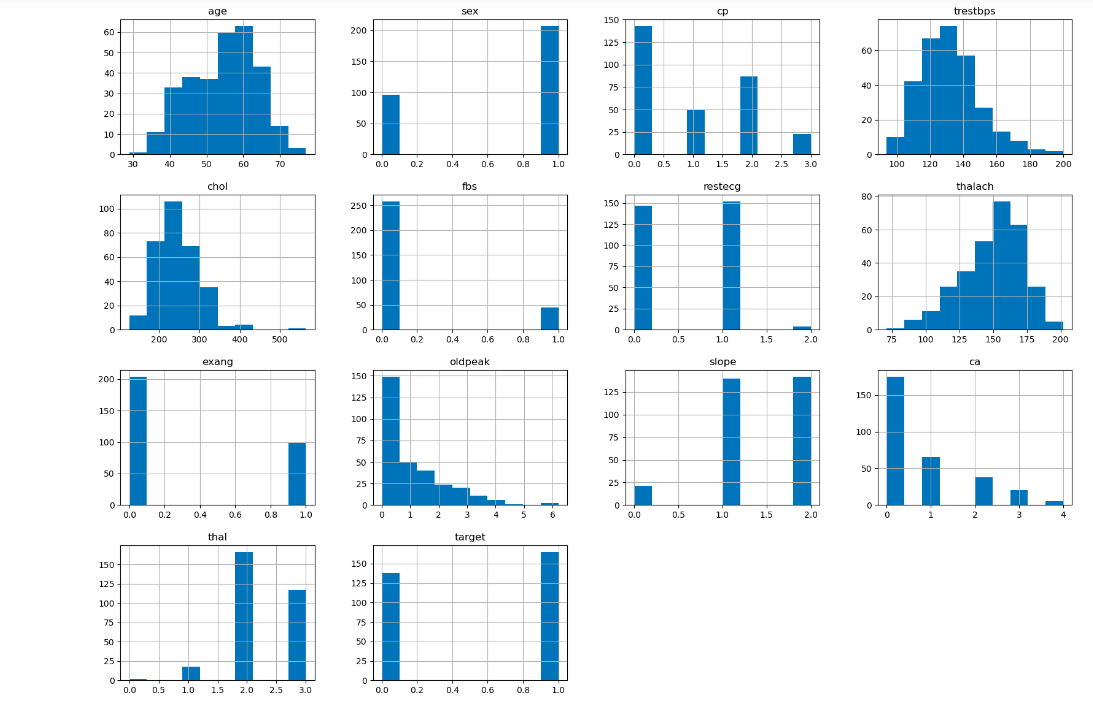 age sex cp trestbps
60 50 40 30 20 10 0
30 40 50 60 70
200 150 100 50 0
0.0 0.2 0.4 0.6 0.8 1.0
150 125 100 75 50 25 0
0.0 0.5 1.0 1.5 2.0 2.5 3.0
60 40 20 0
100 120 140 160 180 200
chol fbs restecg thalach
100 80 60 40 20 0
200 300 400 500
250 200 150 100 50 0
0.0 0.2 0.4 0.6 0.8 1.0
150 125 100 75 50 25 0
0.0 0.5 1.0 1.5 2.0
80 60 40 20 0
75 100 125 150 175 200
exang oldpeak slope ca
200 150 100 50 0
0.0 0.2 0.4 0.6 0.8 1.0
150 125 100 75 50 25 0
0 1 2 3 4 5 6
125 100 75 50 25 0
0.0 0.5 1.0 1.5 2.0
150 100 50 0
0 1 2 3 4
thal target
150 125 100 75 50 25 0
0.0 0.5 1.0 1.5 2.0 2.5 3.0
150 125 100 75 50 25 0
0.0 0.2 0.4 0.6 0.8 1.0